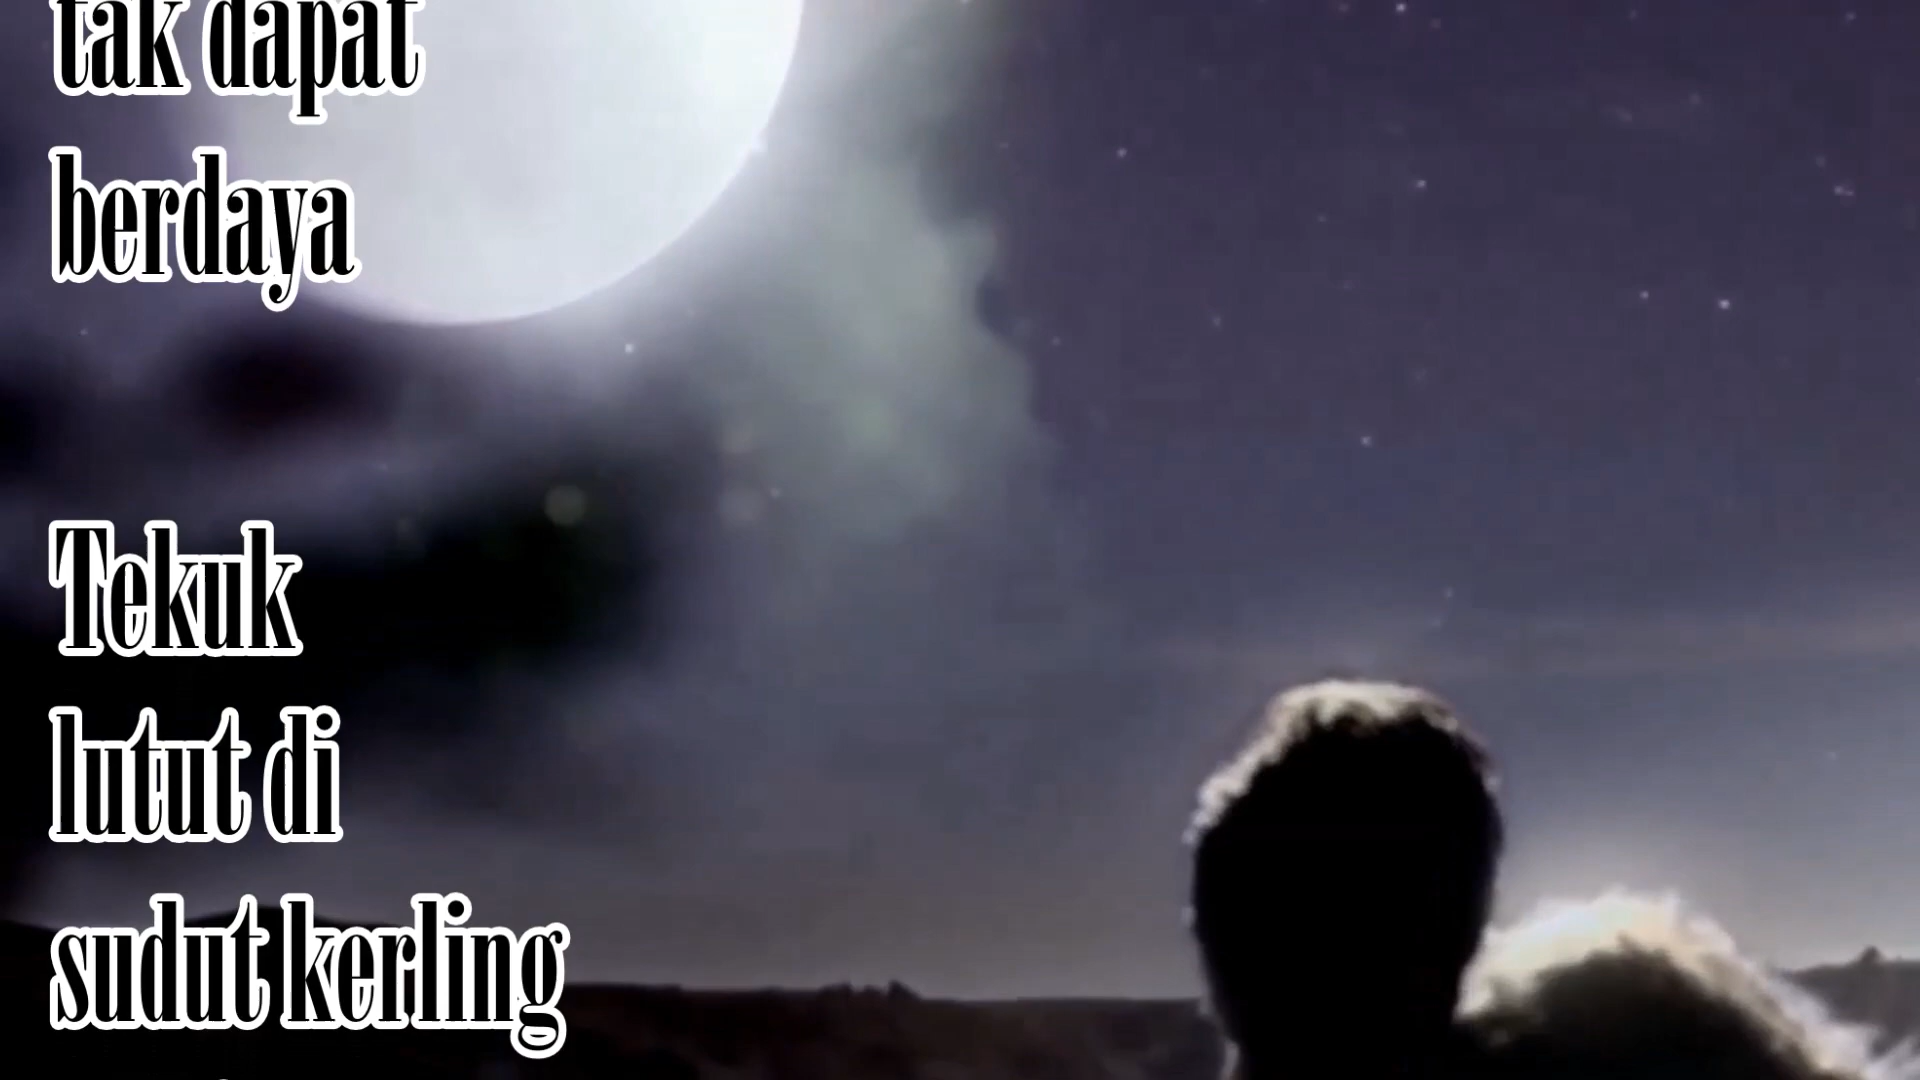 tak dapat
berdaya
Tekuk
lutut di
sudut kerling